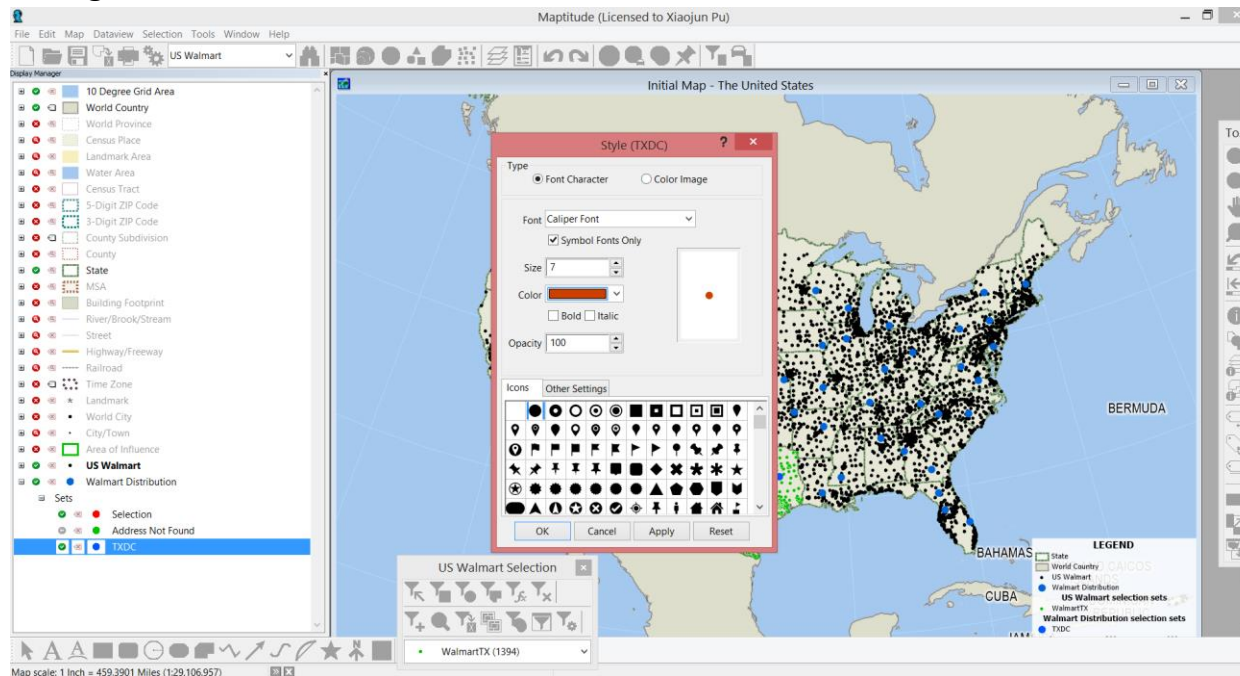 Maptitude (Licensed to Xiaojun Pu)
File Edit Map Dataview Selection Tools Window Help
US Walmart
Display Manager
10 Degree Grid Area
World Country
World Province
Census Place
Landmark Area
Water Area
Census Tract
5-Digit ZIP Code
3-Digit ZIP Code
County Subdivision
County
State
MSA
Building Footprint
River/Brook/Stream
Street
Highway/Freeway
Railroad
Time Zone
Landmark
World City
City/Town
Area of Influence
US Walmart
Walmart Distribution
Sets
Selection
Address Not Found
TXDC
Initial Map - The United States
Style (TXDC)
Type
Font Character
Color Image
Font Caliper Font
Symbol Fonts Only
Size 7
Color
Bold Italic
Opacity 100
Icons Other Settings
OK Cancel Apply Reset
BERMUDA
BAHAMAS
CUBA
LEGEND
State
World Country
US Walmart
Walmart Distribution
US Walmart selection sets
WalmartTX
Walmart Distribution selection sets
TXDC
US Walmart Selection
WalmartTX (1394)
To
Map scale: 1 Inch = 459.3901 Miles (1:29,106,957)